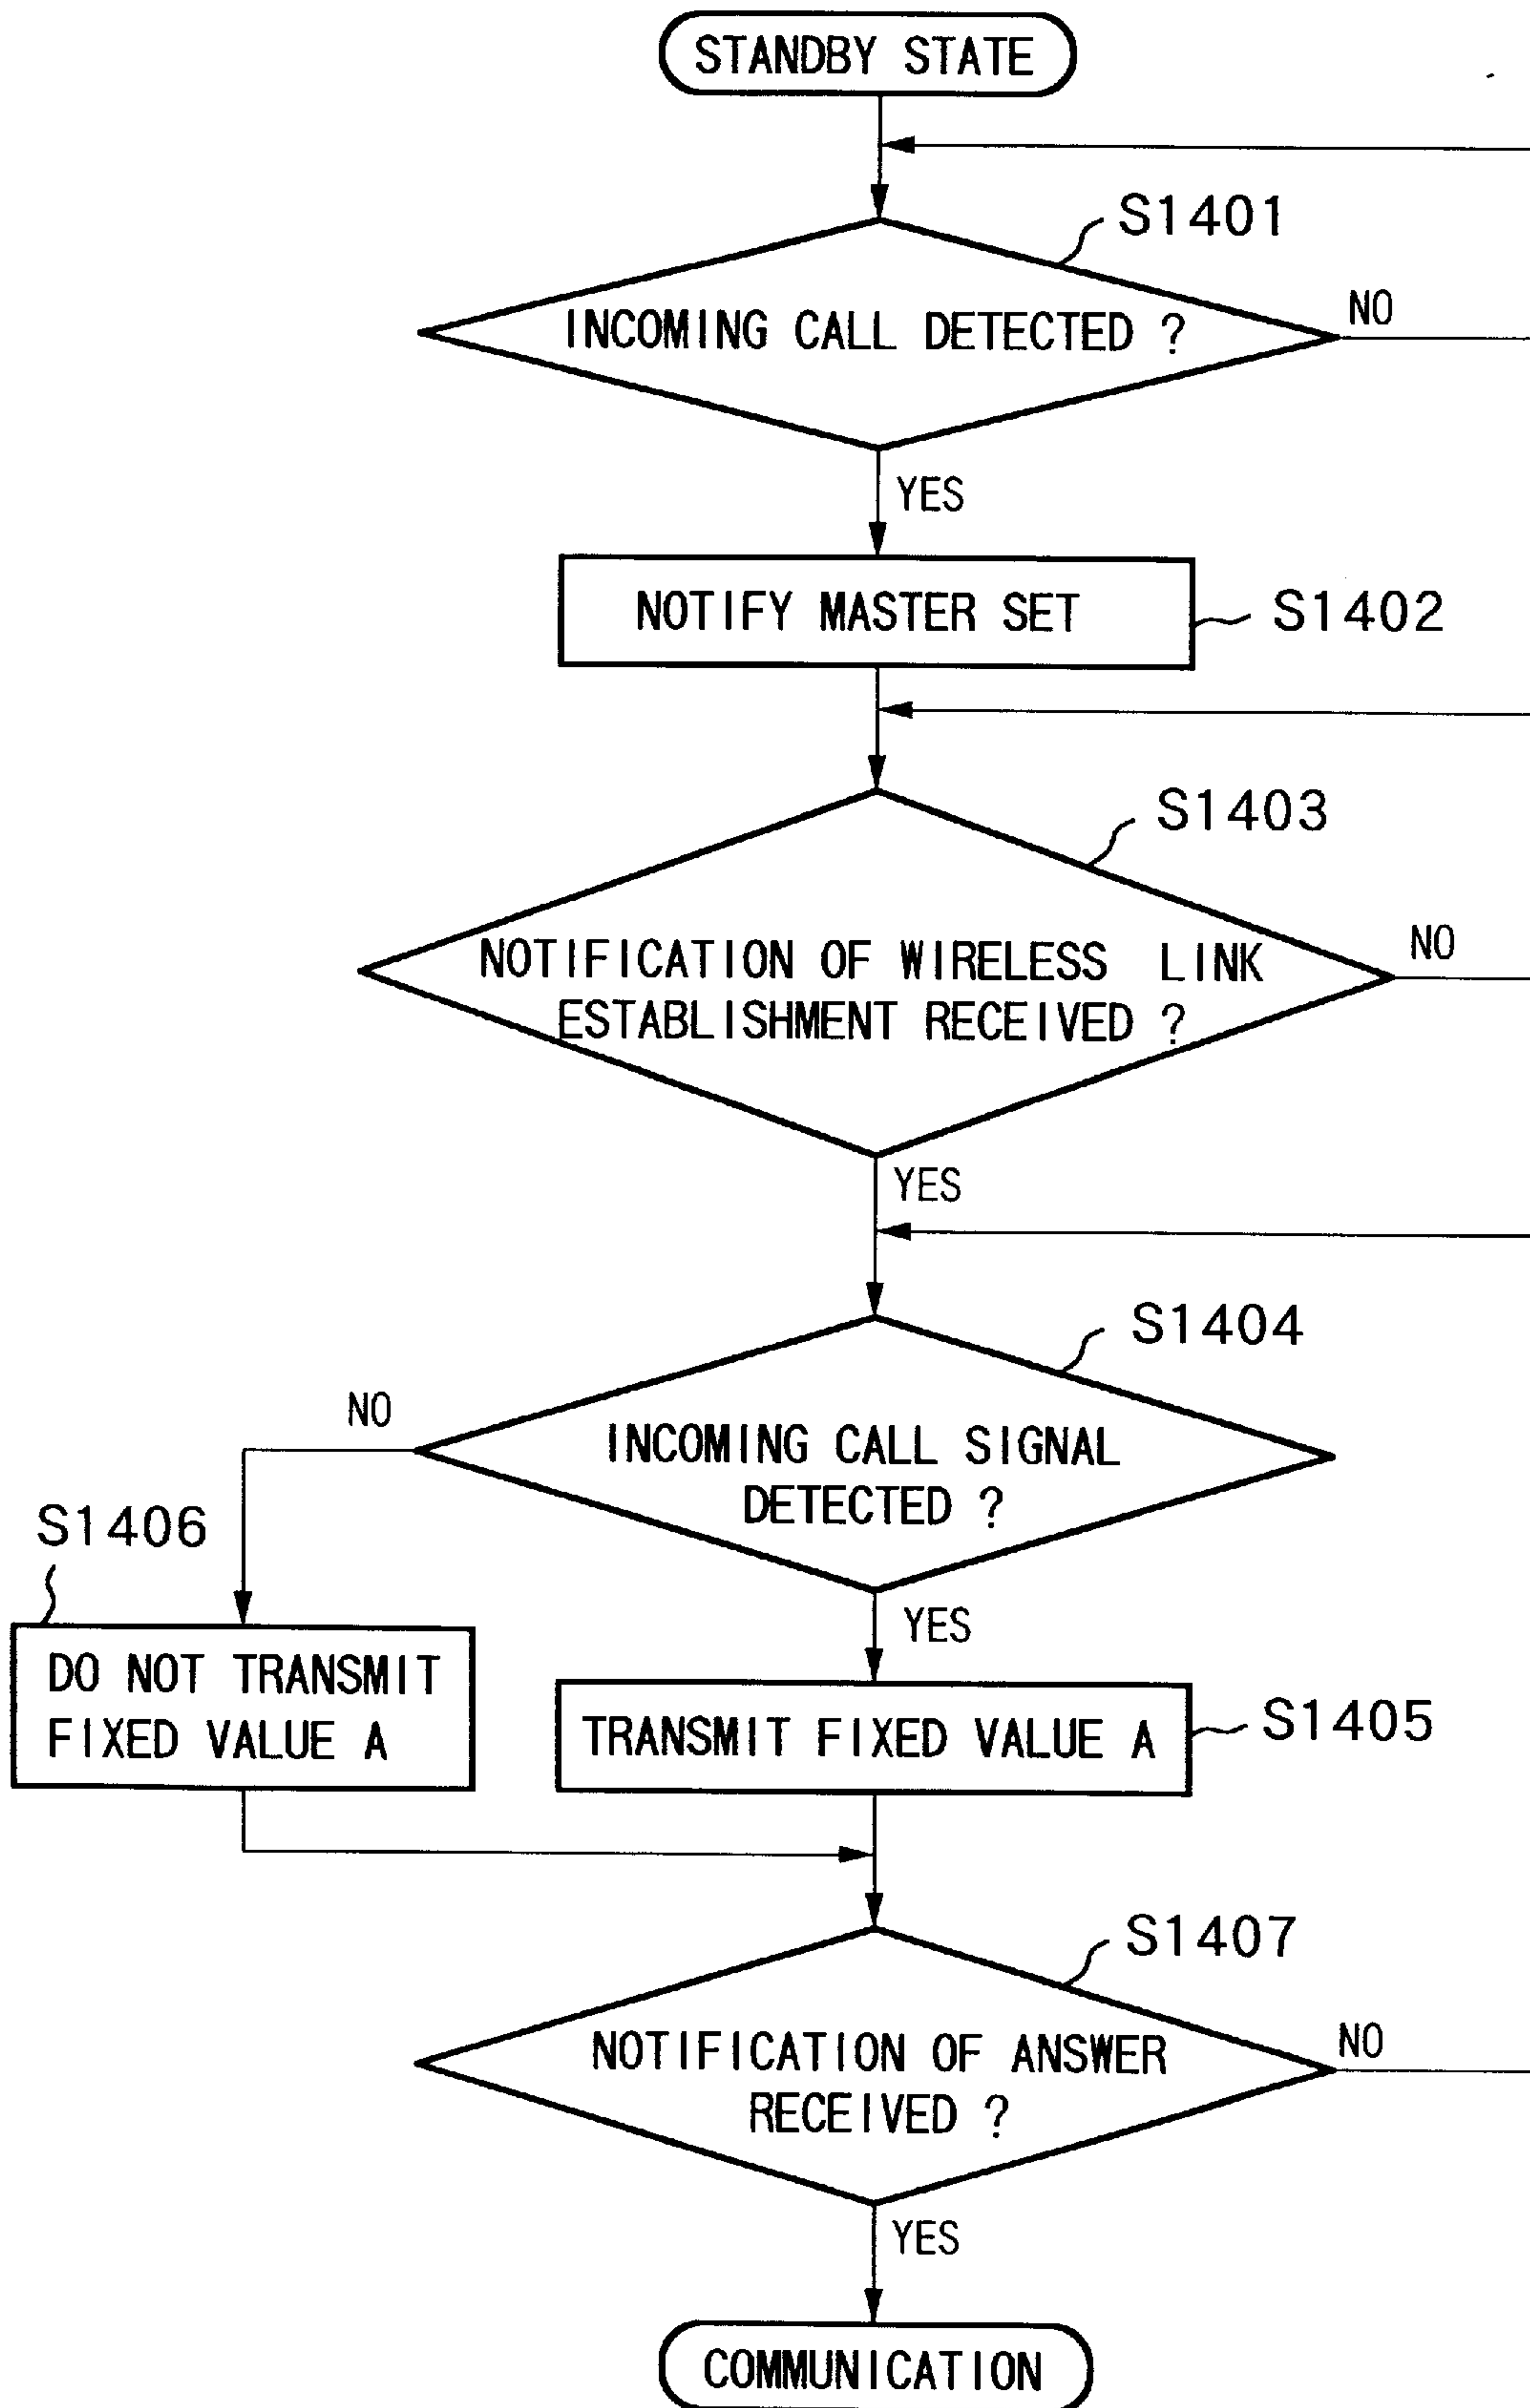 STANDBY STATE
S1401
INCOMING CALL DETECTED ?
NO
YES
NOTIFY MASTER SET
S1402
S1403
NOTIFICATION OF WIRELESS LINK
ESTABLISHMENT RECEIVED ?
NO
YES
S1404
NO
INCOMING CALL SIGNAL
DETECTED ?
S1406
YES
DO NOT TRANSMIT
FIXED VALUE A
TRANSMIT FIXED VALUE A
S1405
S1407
NOTIFICATION OF ANSWER
RECEIVED ?
NO
YES
COMMUNICATION